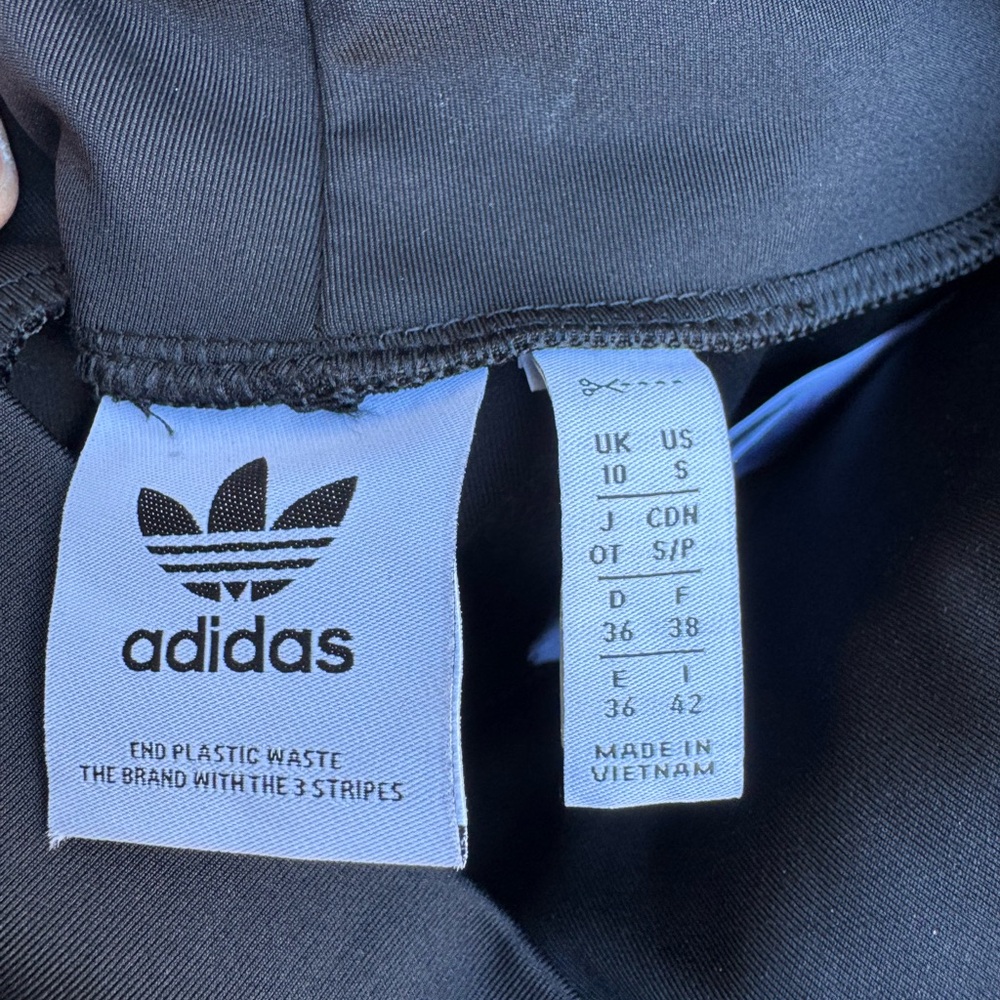 adidas
END PLASTIC WASTE
THE BRAND WITH THE 3 STRIPES
UK US
10 S
J CDN
OT S/P
D F
36 38
E I
36 42
MADE IN
VIETNAM